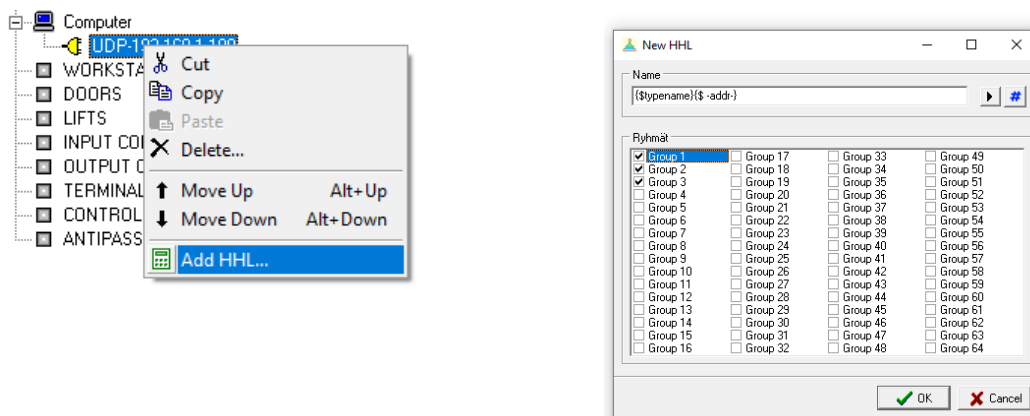 Computer
UDP-192.168.1.100
WORKSTA
DOORS
LIFTS
INPUT CO
OUTPUT C
TERMINAL
CONTROL
ANTIPASS
Cut
Copy
Paste
Delete...
Move Up Alt+Up
Move Down Alt+Down
Add HHL...
New HHL
Name
{$typename}{$ -addr-}
#
Ryhmät
Group 1 Group 17 Group 33 Group 49
Group 2 Group 18 Group 34 Group 50
Group 3 Group 19 Group 35 Group 51
Group 4 Group 20 Group 36 Group 52
Group 5 Group 21 Group 37 Group 53
Group 6 Group 22 Group 38 Group 54
Group 7 Group 23 Group 39 Group 55
Group 8 Group 24 Group 40 Group 56
Group 9 Group 25 Group 41 Group 57
Group 10 Group 26 Group 42 Group 58
Group 11 Group 27 Group 43 Group 59
Group 12 Group 28 Group 44 Group 60
Group 13 Group 29 Group 45 Group 61
Group 14 Group 30 Group 46 Group 62
Group 15 Group 31 Group 47 Group 63
Group 16 Group 32 Group 48 Group 64
OK Cancel